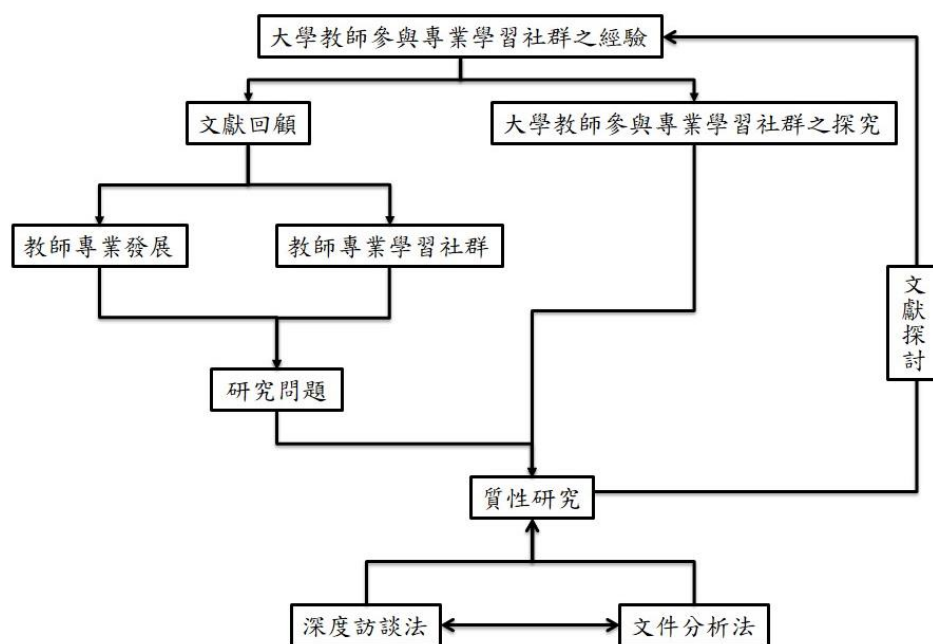 大學教師參與專業學習社群之經驗
文獻回顧
大學教師參與專業學習社群之探究
教師專業發展
教師專業學習社群
文獻探討
研究問題
質性研究
深度訪談法
文件分析法